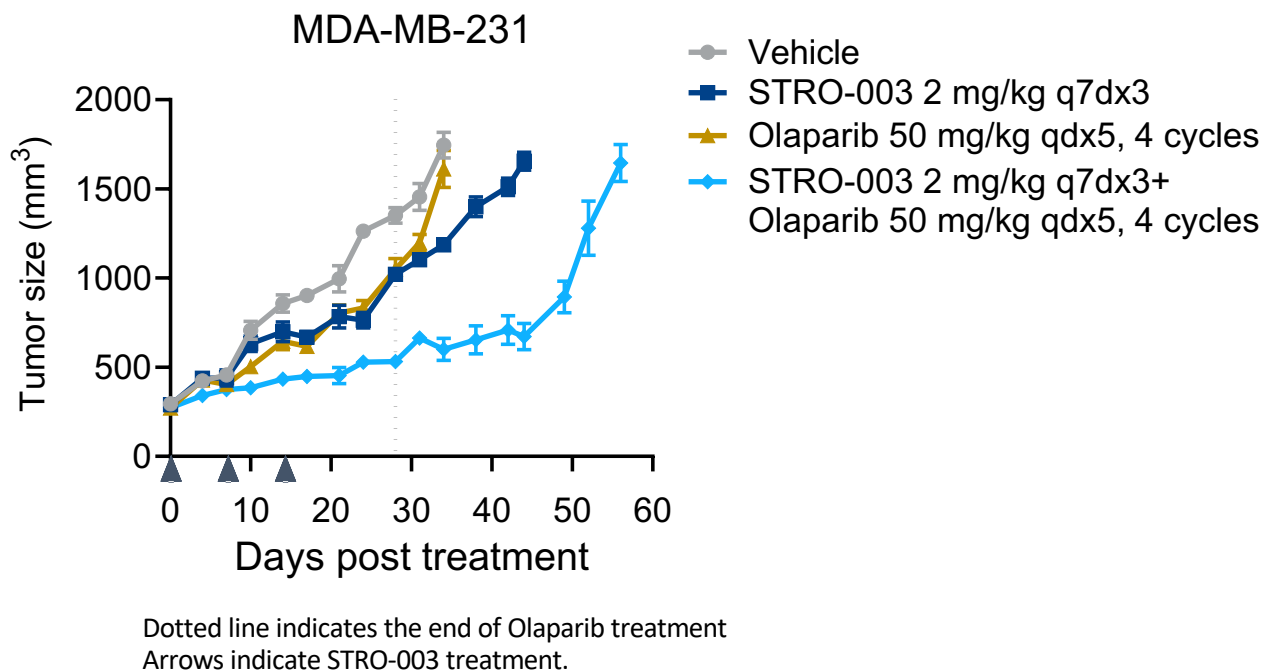 MDA-MB-231
Vehicle
STRO-003 2 mg/kg q7dx3
Olaparib 50 mg/kg qdx5, 4 cycles
STRO-003 2 mg/kg q7dx3+
Olaparib 50 mg/kg qdx5, 4 cycles
Tumor size (mm³)
2000
1500
1000
500
0
0 10 20 30 40 50 60
Days post treatment
Dotted line indicates the end of Olaparib treatment
Arrows indicate STRO-003 treatment.